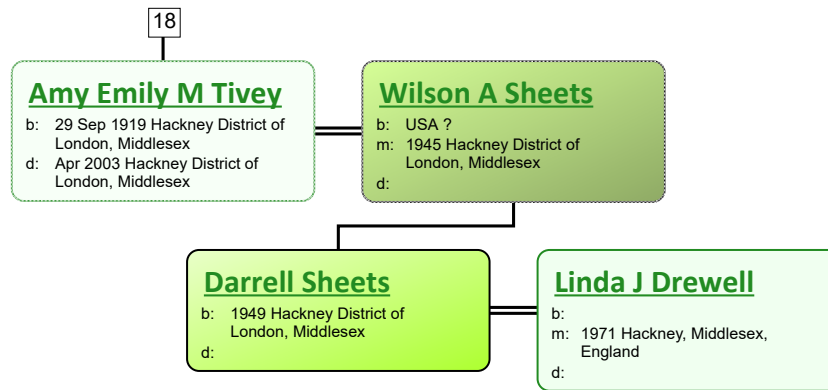 18
Amy Emily M Tivey
b: 29 Sep 1919 Hackney District of
London, Middlesex
d: Apr 2003 Hackney District of
London, Middlesex
Wilson A Sheets
b: USA ?
m: 1945 Hackney District of
London, Middlesex
d:
Darrell Sheets
b: 1949 Hackney District of
London, Middlesex
d:
Linda J Drewell
b:
m: 1971 Hackney, Middlesex,
England
d: